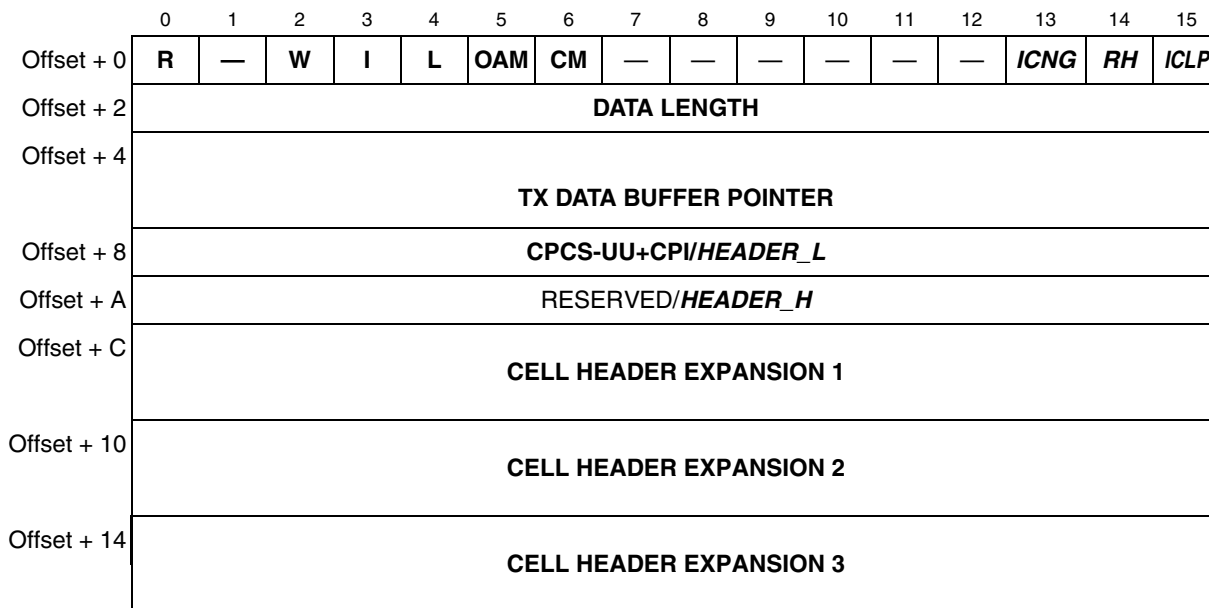 0 1 2 3 4 5 6 7 8 9 10 11 12 13 14 15
Offset + 0 R — W I L OAM CM — — — — — — ICNG RH ICLP
Offset + 2 DATA LENGTH
Offset + 4
TX DATA BUFFER POINTER
Offset + 8 CPCS-UU+CPI/HEADER_L
Offset + A RESERVED/HEADER_H
Offset + C
CELL HEADER EXPANSION 1
Offset + 10
CELL HEADER EXPANSION 2
Offset + 14
CELL HEADER EXPANSION 3